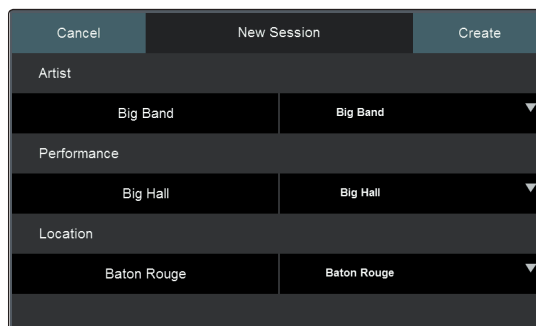 Cancel New Session Create
Artist
Big Band Big Band
Performance
Big Hall Big Hall
Location
Baton Rouge Baton Rouge